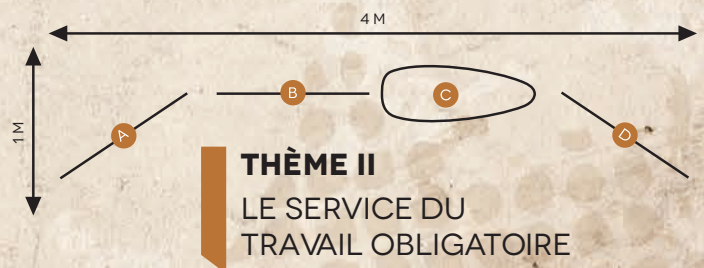 4 M
1 M
A
B
C
D
THÈME II
LE SERVICE DU
TRAVAIL OBLIGATOIRE